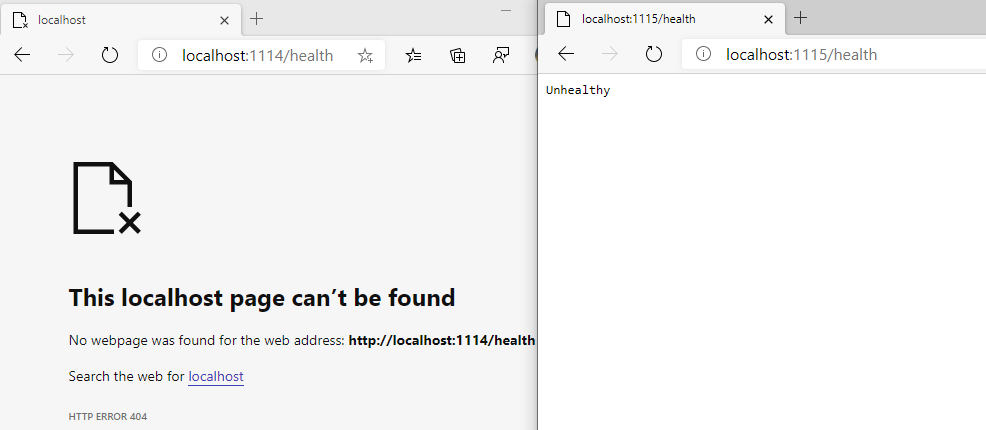 localhost
localhost:1114/health
This localhost page can’t be found
No webpage was found for the web address: http://localhost:1114/health
Search the web for localhost
HTTP ERROR 404
localhost:1115/health
localhost:1115/health
Unhealthy